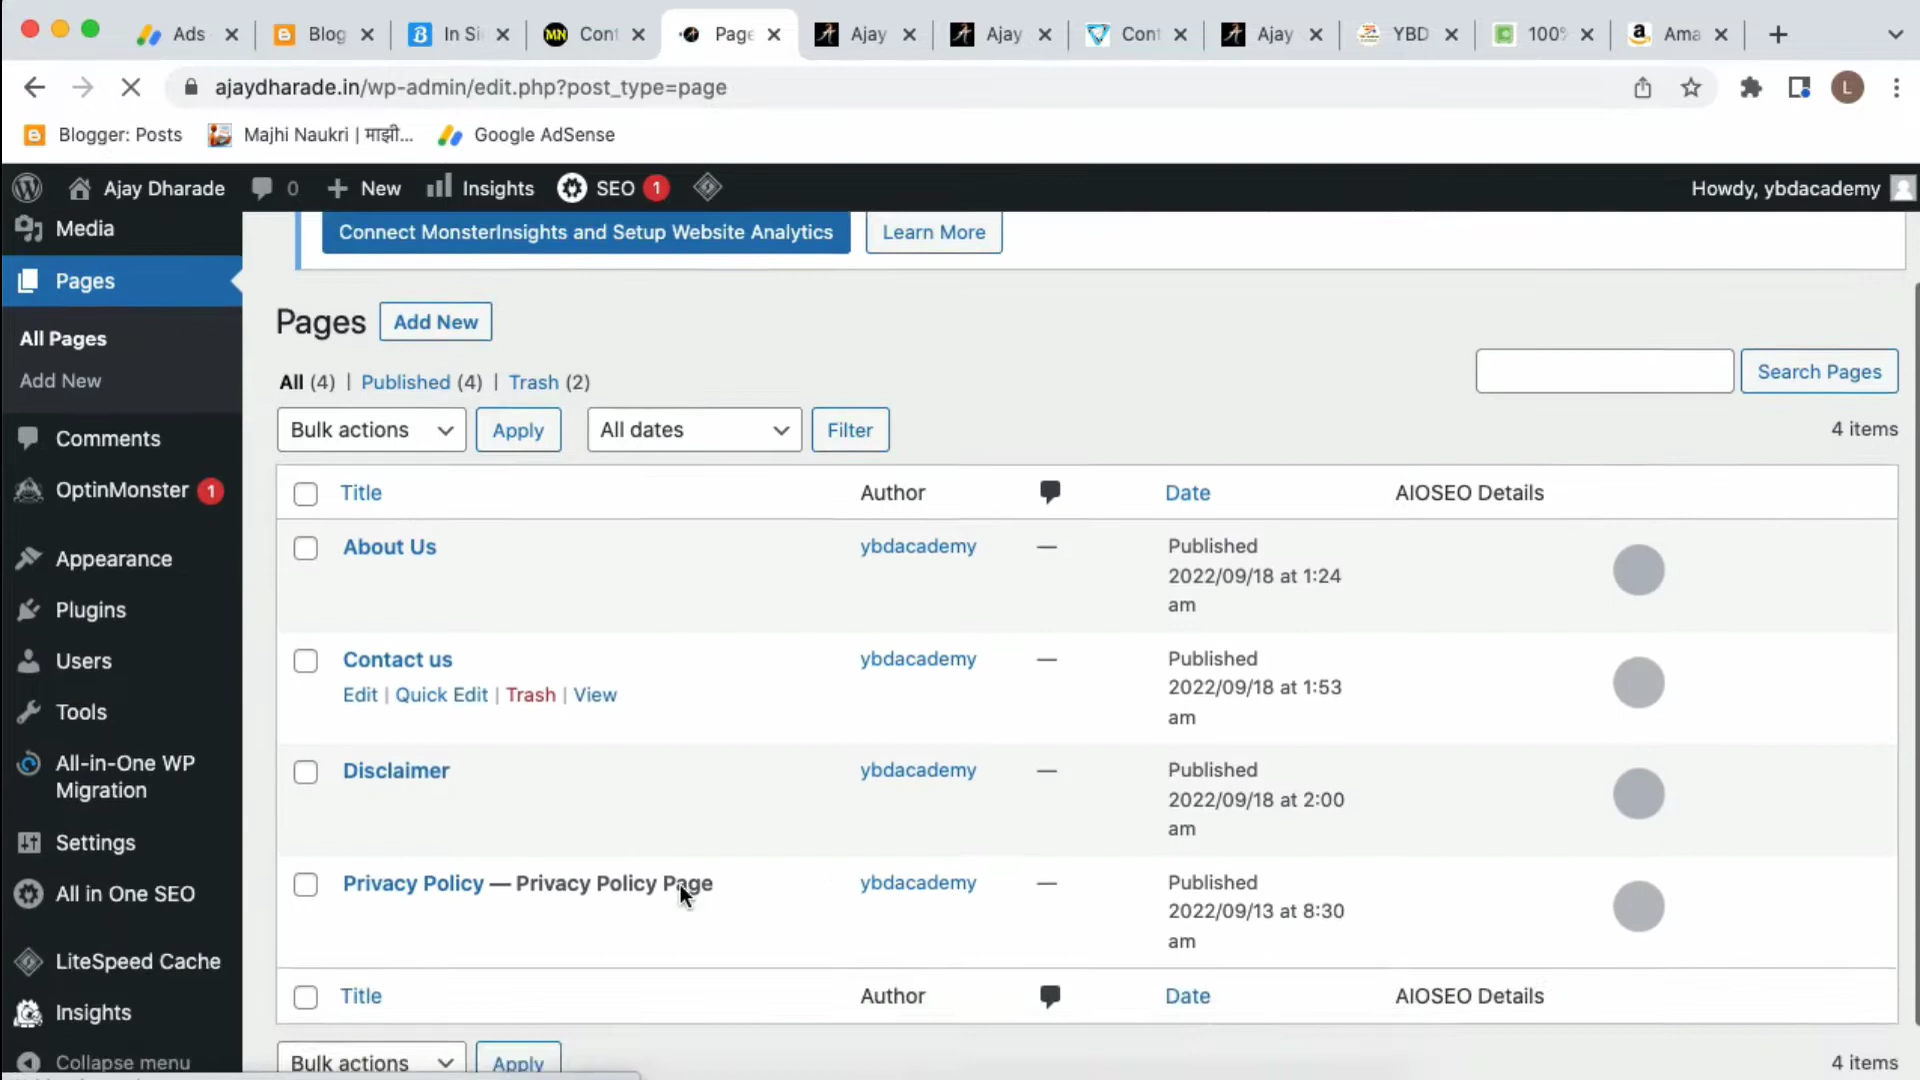 Ads
Blog
In Si
Cont
Page
Ajay
Ajay
Cont
Ajay
YBD
100%
Ama
ajaydharade.in/wp-admin/edit.php?post_type=page
L
Blogger: Posts
Majhi Naukri | माझी...
Google AdSense
Ajay Dharade
0
New
Insights
SEO 1
Howdy, ybdacademy
Media
Pages
All Pages
Add New
Comments
OptinMonster 1
Appearance
Plugins
Users
Tools
All-in-One WP
Migration
Settings
All in One SEO
LiteSpeed Cache
Insights
Collapse menu
Connect MonsterInsights and Setup Website Analytics
Learn More
Pages
Add New
All (4) | Published (4) | Trash (2)
Search Pages
Bulk actions
Apply
All dates
Filter
4 items
Title
Author
Date
AIOSEO Details
About Us
ybdacademy
—
Published
2022/09/18 at 1:24
am
Contact us
Edit | Quick Edit | Trash | View
ybdacademy
—
Published
2022/09/18 at 1:53
am
Disclaimer
ybdacademy
—
Published
2022/09/18 at 2:00
am
Privacy Policy — Privacy Policy Page
ybdacademy
—
Published
2022/09/13 at 8:30
am
Title
Author
Date
AIOSEO Details
Bulk actions
Apply
4 items